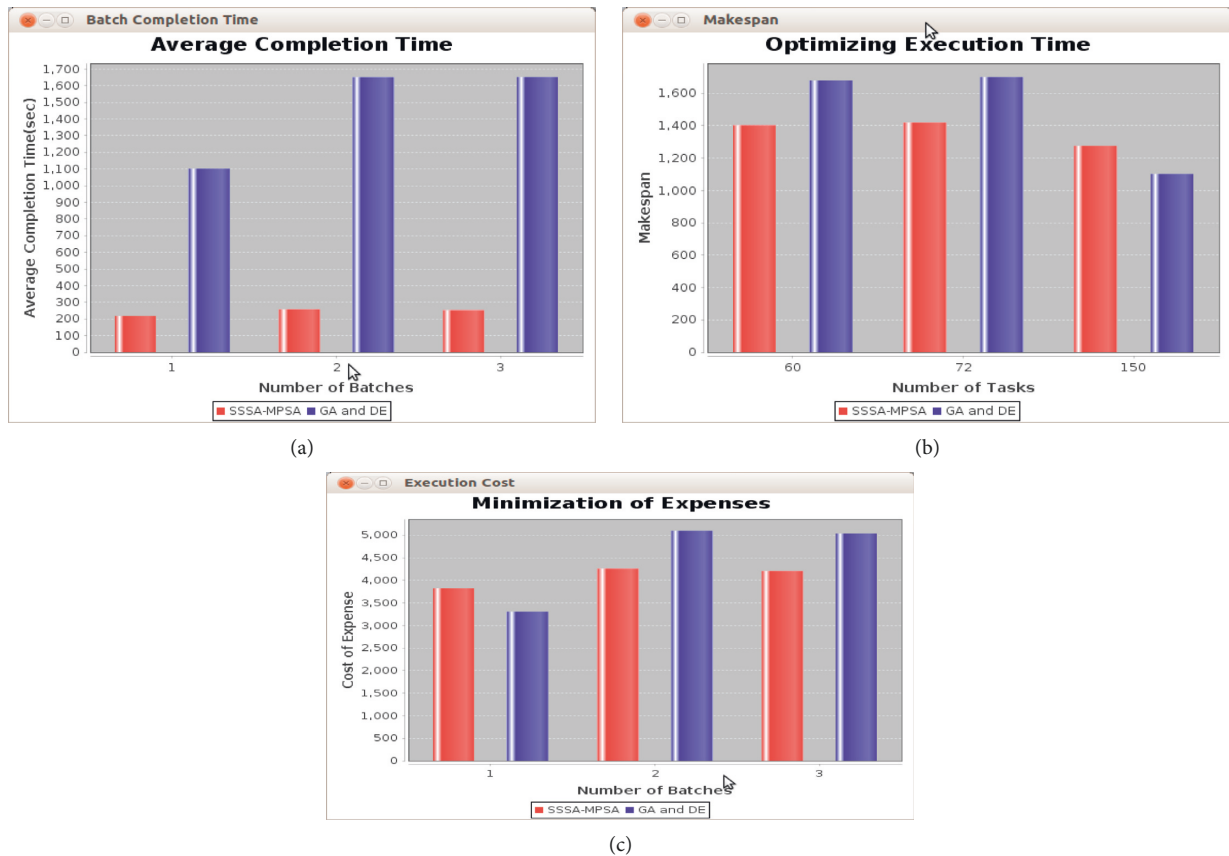 Batch Completion Time
Average Completion Time
Average Completion Time(sec)
1,700
1,600
1,500
1,400
1,300
1,200
1,100
1,000
900
800
700
600
500
400
300
200
100
0
1 2 3
Number of Batches
SSSA-MPSA GA and DE
(a)
Makespan
Optimizing Execution Time
Makespan
1,600
1,400
1,200
1,000
800
600
400
200
0
60 72 150
Number of Tasks
SSSA-MPSA GA and DE
(b)
Execution Cost
Minimization of Expenses
Cost of Expense
5,000
4,500
4,000
3,500
3,000
2,500
2,000
1,500
1,000
500
0
1 2 3
Number of Batches
SSSA-MPSA GA and DE
(c)